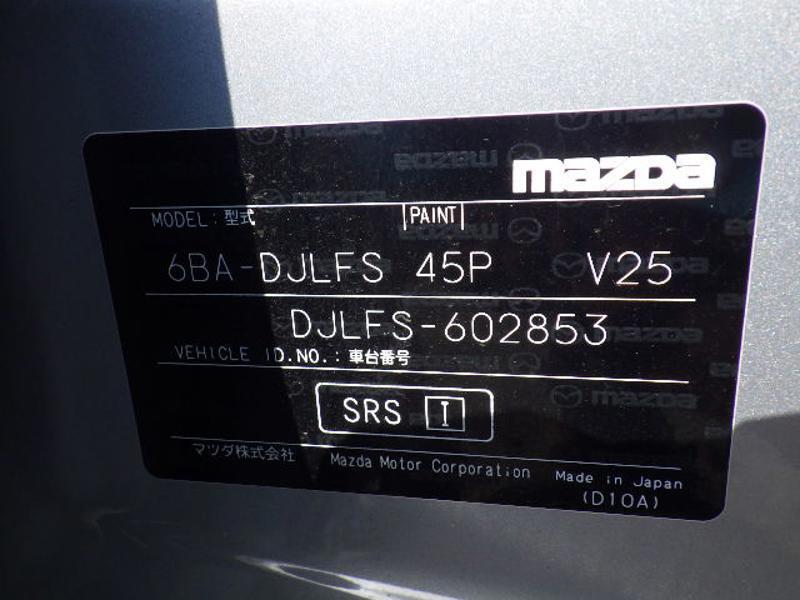 mazda
MODEL: 型式 PAINT
6BA-DJLFS 45P V25
DJLFS-602853
VEHICLE ID.NO.: 車台番号
SRS I
マツダ株式会社 Mazda Motor Corporation Made in Japan
(D10A)